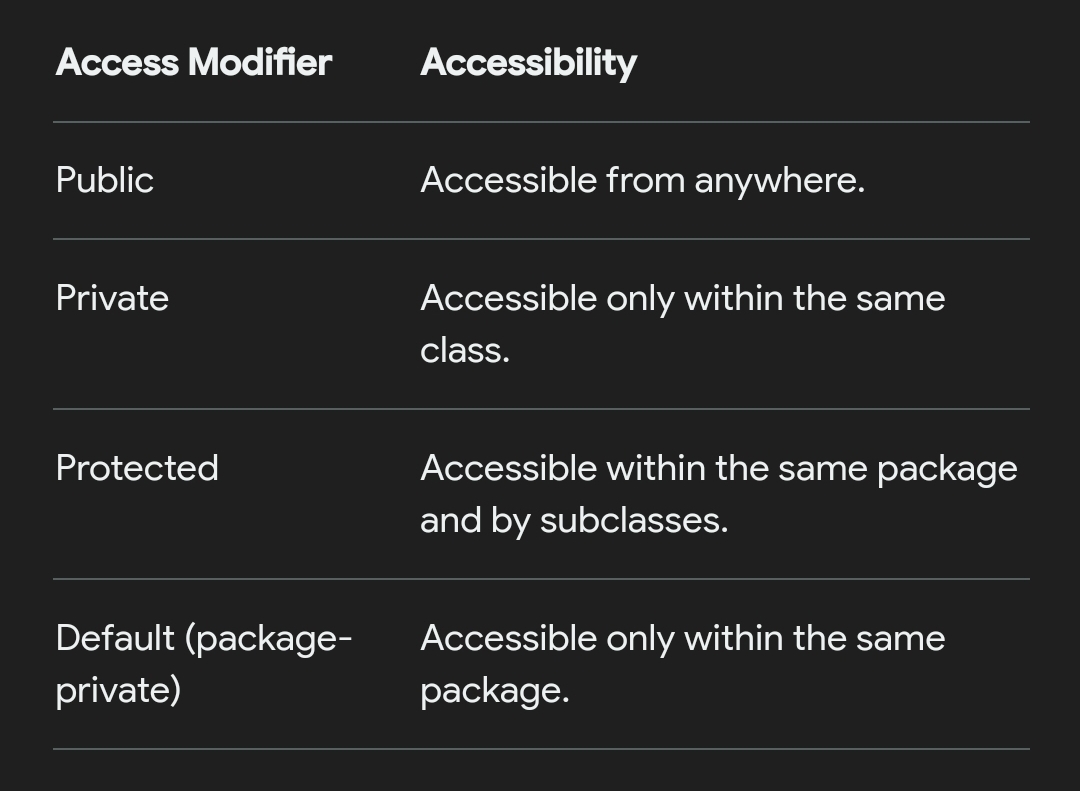 Access Modifier Accessibility
Public Accessible from anywhere.
Private Accessible only within the same
class.
Protected Accessible within the same package
and by subclasses.
Default (package- Accessible only within the same
private) package.